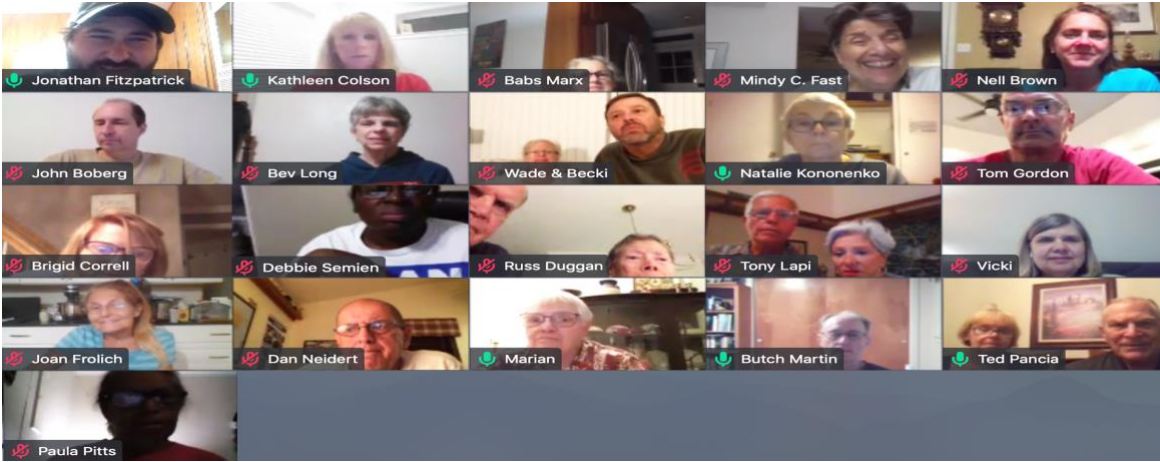 Jonathan Fitzpatrick
Kathleen Colson
Babs Marx
Mindy C. Fast
Nell Brown
John Boberg
Bev Long
Wade & Becki
Natalie Kononenko
Tom Gordon
Brigid Correll
Debbie Semien
Russ Duggan
Tony Lapi
Vicki
Joan Frolich
Dan Neidert
Marian
Butch Martin
Ted Pancia
Paula Pitts